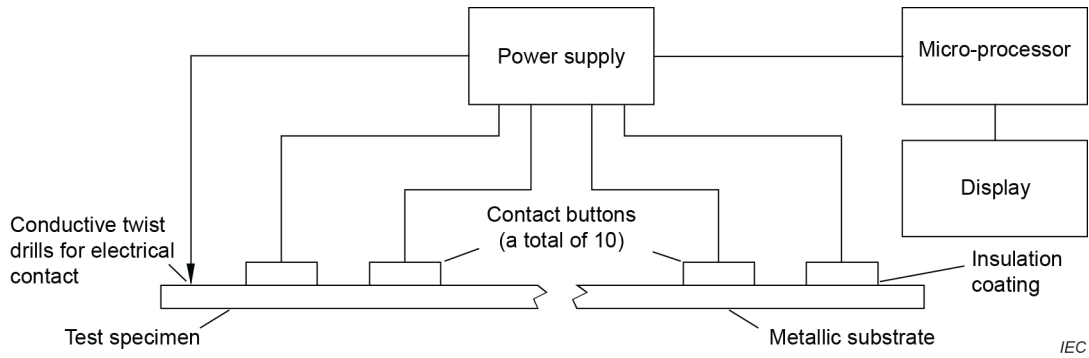 Power supply
Micro-processor
Display
Conductive twist
drills for electrical
contact
Contact buttons
(a total of 10)
Insulation
coating
Test specimen
Metallic substrate
IEC